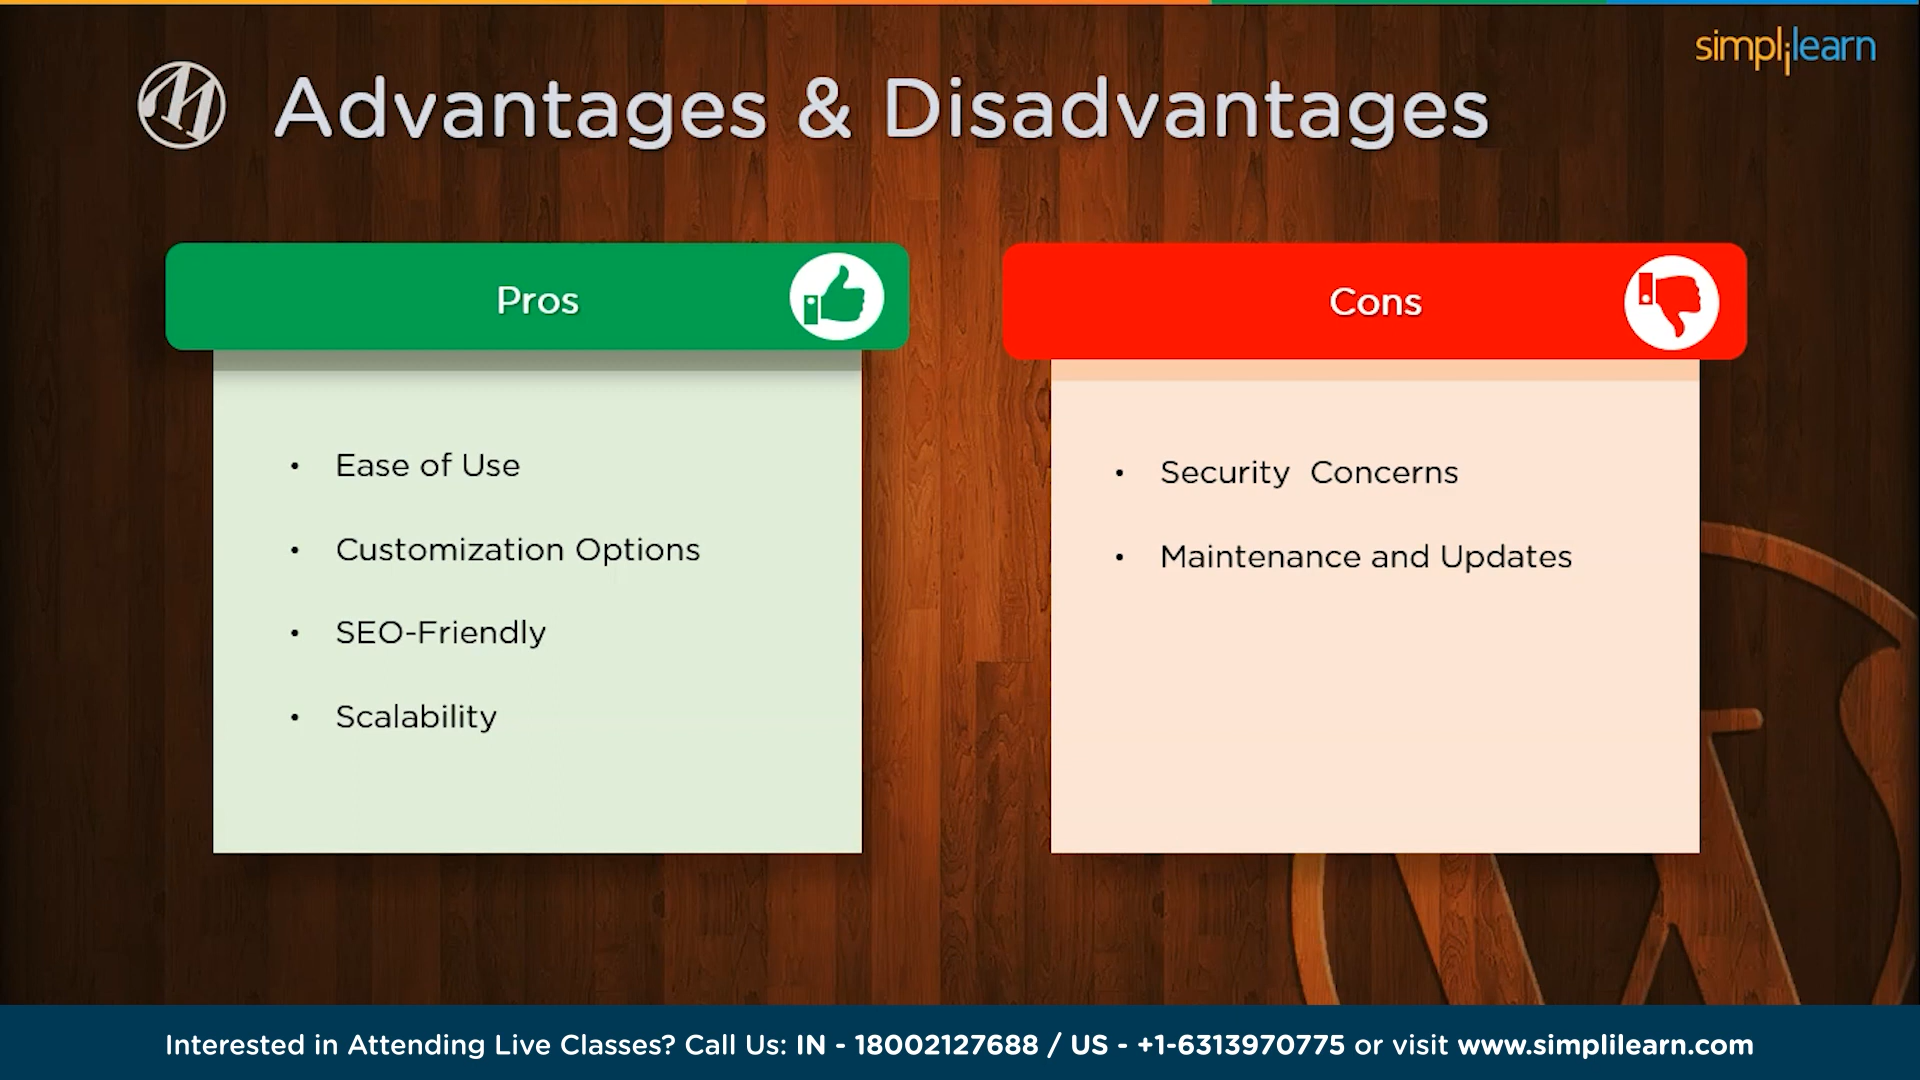 simplilearn
Advantages & Disadvantages
Pros
• Ease of Use
• Customization Options
• SEO-Friendly
• Scalability
Cons
• Security  Concerns
• Maintenance and Updates
Interested in Attending Live Classes? Call Us: IN - 18002127688 / US - +1-6313970775 or visit www.simplilearn.com